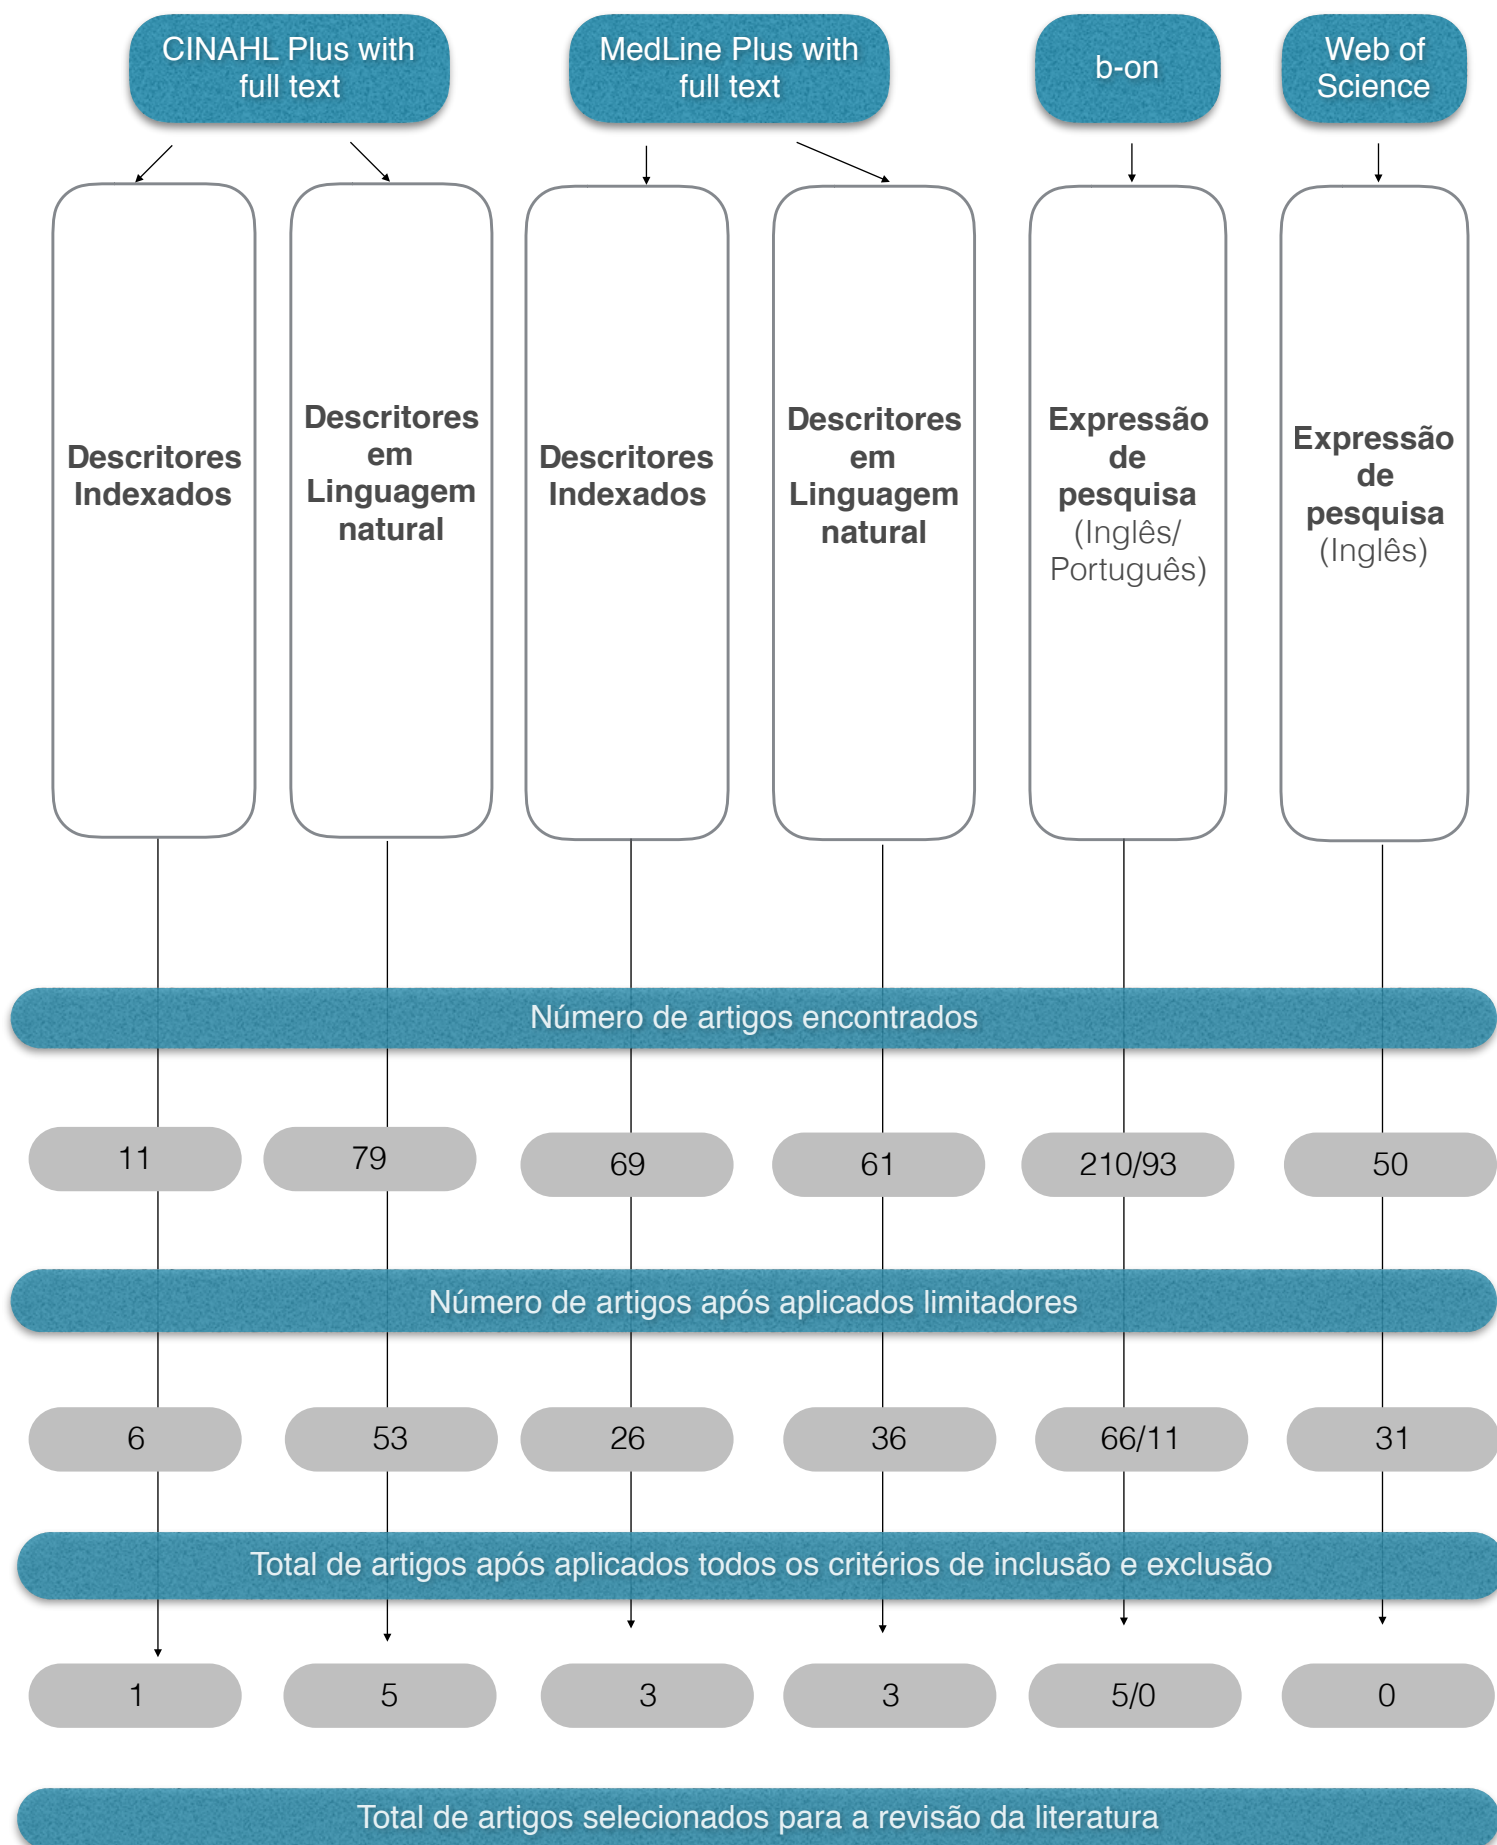 CINAHL Plus with
full text
MedLine Plus with
full text
b-on
Web of
Science
Descritores
Indexados
Descritores
em
Linguagem
natural
Descritores
Indexados
Descritores
em
Linguagem
natural
Expressão
de
pesquisa
(Inglês/
Português)
Expressão
de
pesquisa
(Inglês)
Número de artigos encontrados
11
79
69
61
210/93
50
Número de artigos após aplicados limitadores
6
53
26
36
66/11
31
Total de artigos após aplicados todos os critérios de inclusão e exclusão
1
5
3
3
5/0
0
Total de artigos selecionados para a revisão da literatura